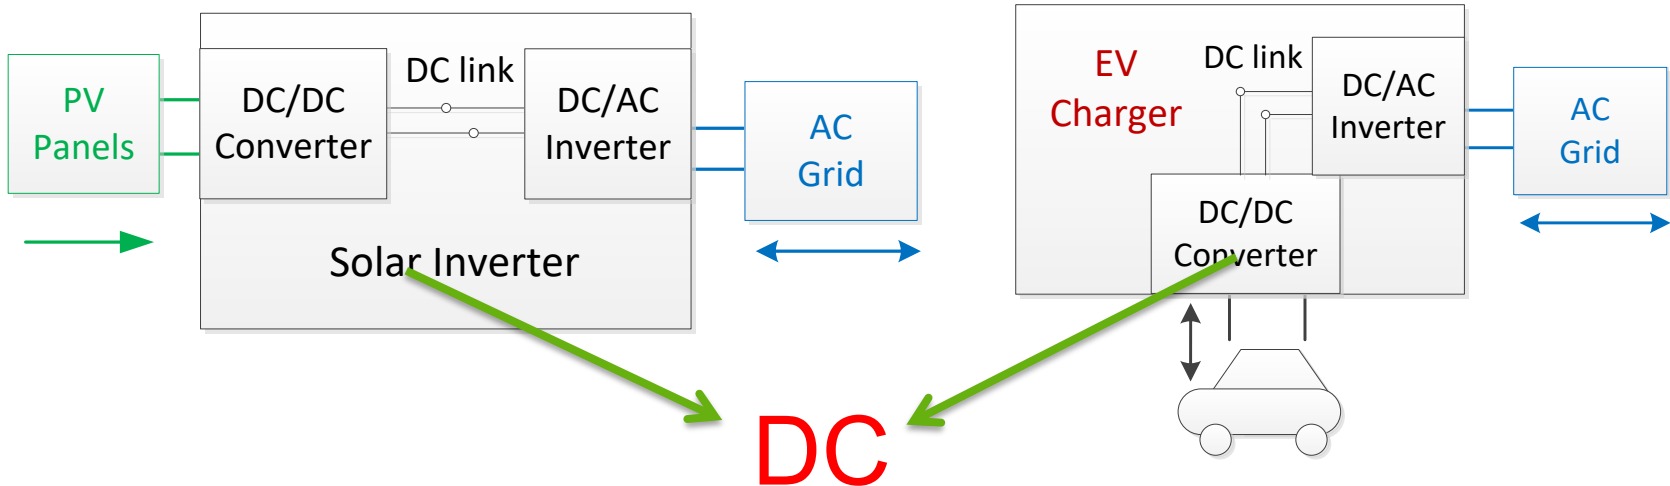 PV
Panels
DC/DC
Converter
DC link
DC/AC
Inverter
Solar Inverter
AC
Grid
EV
Charger
DC link
DC/AC
Inverter
DC/DC
Converter
AC
Grid
DC